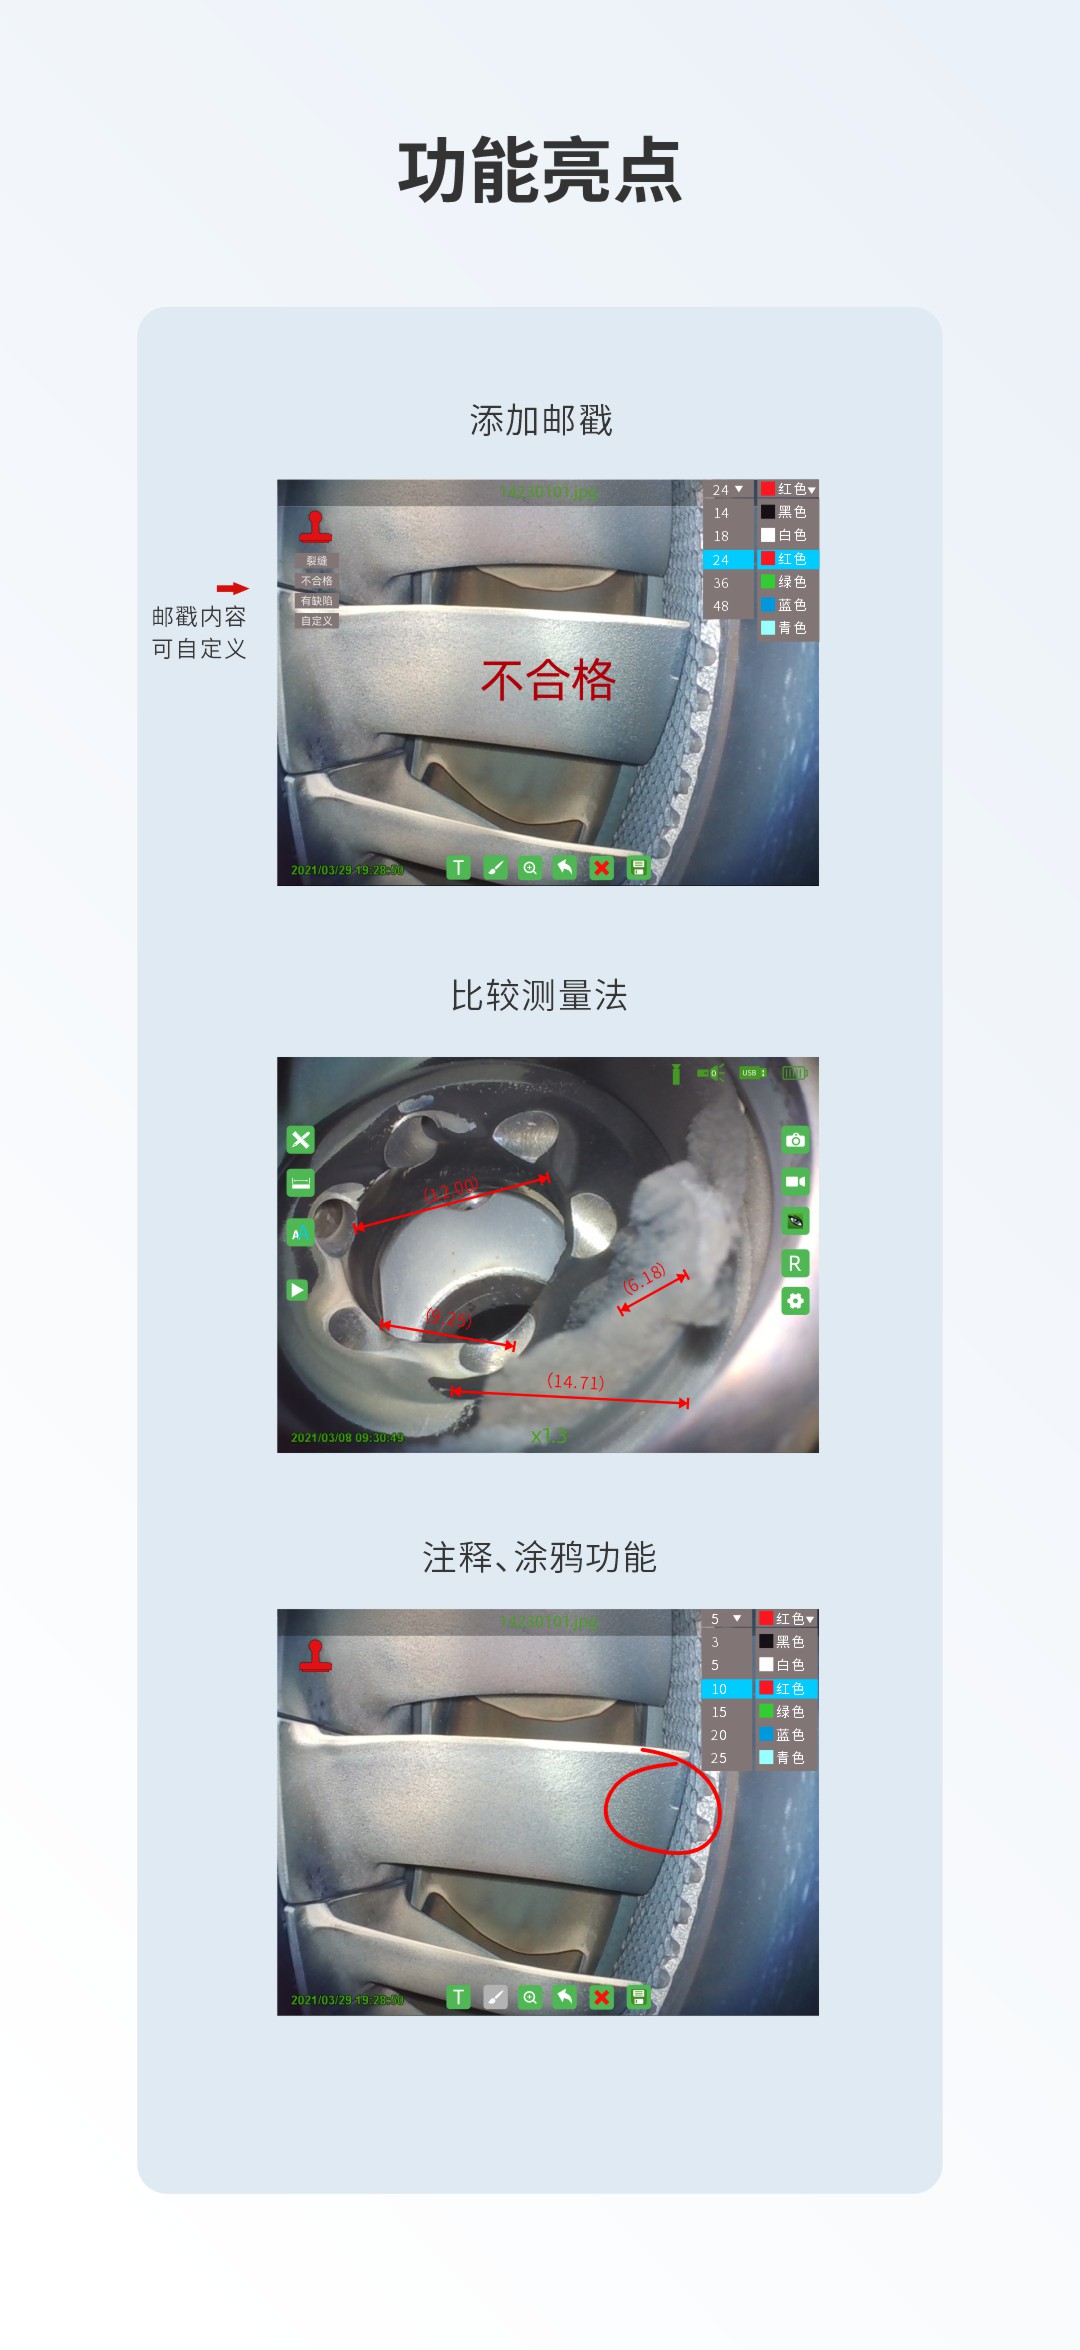 功能亮点
添加邮戳
14230101.jpg
24 红色
14 黑色
18 白色
24 红色
36 绿色
48 蓝色
青色
裂缝
不合格
有缺陷
自定义
邮戳内容
可自定义
不合格
2021/03/29 19:28:50
T
比较测量法
USB
(12.00)
AA
R
(6.18)
(9.25)
(14.71)
2021/03/08 09:30:49
x1.3
注释、涂鸦功能
14230101.jpg
5 红色
3 黑色
5 白色
10 红色
15 绿色
20 蓝色
25 青色
2021/03/29 19:28:50
T